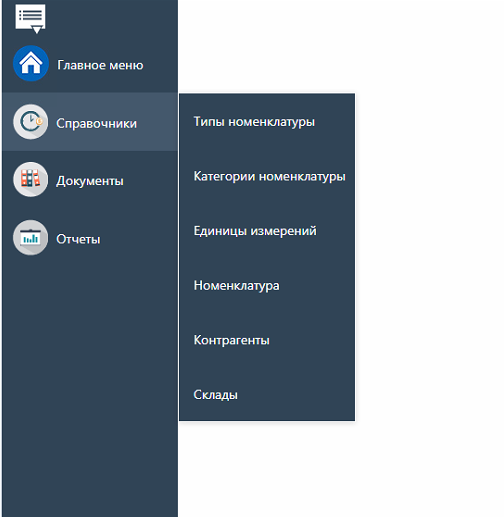 Главное меню
Справочники
Документы
Отчеты
Типы номенклатуры
Категории номенклатуры
Единицы измерений
Номенклатура
Контрагенты
Склады